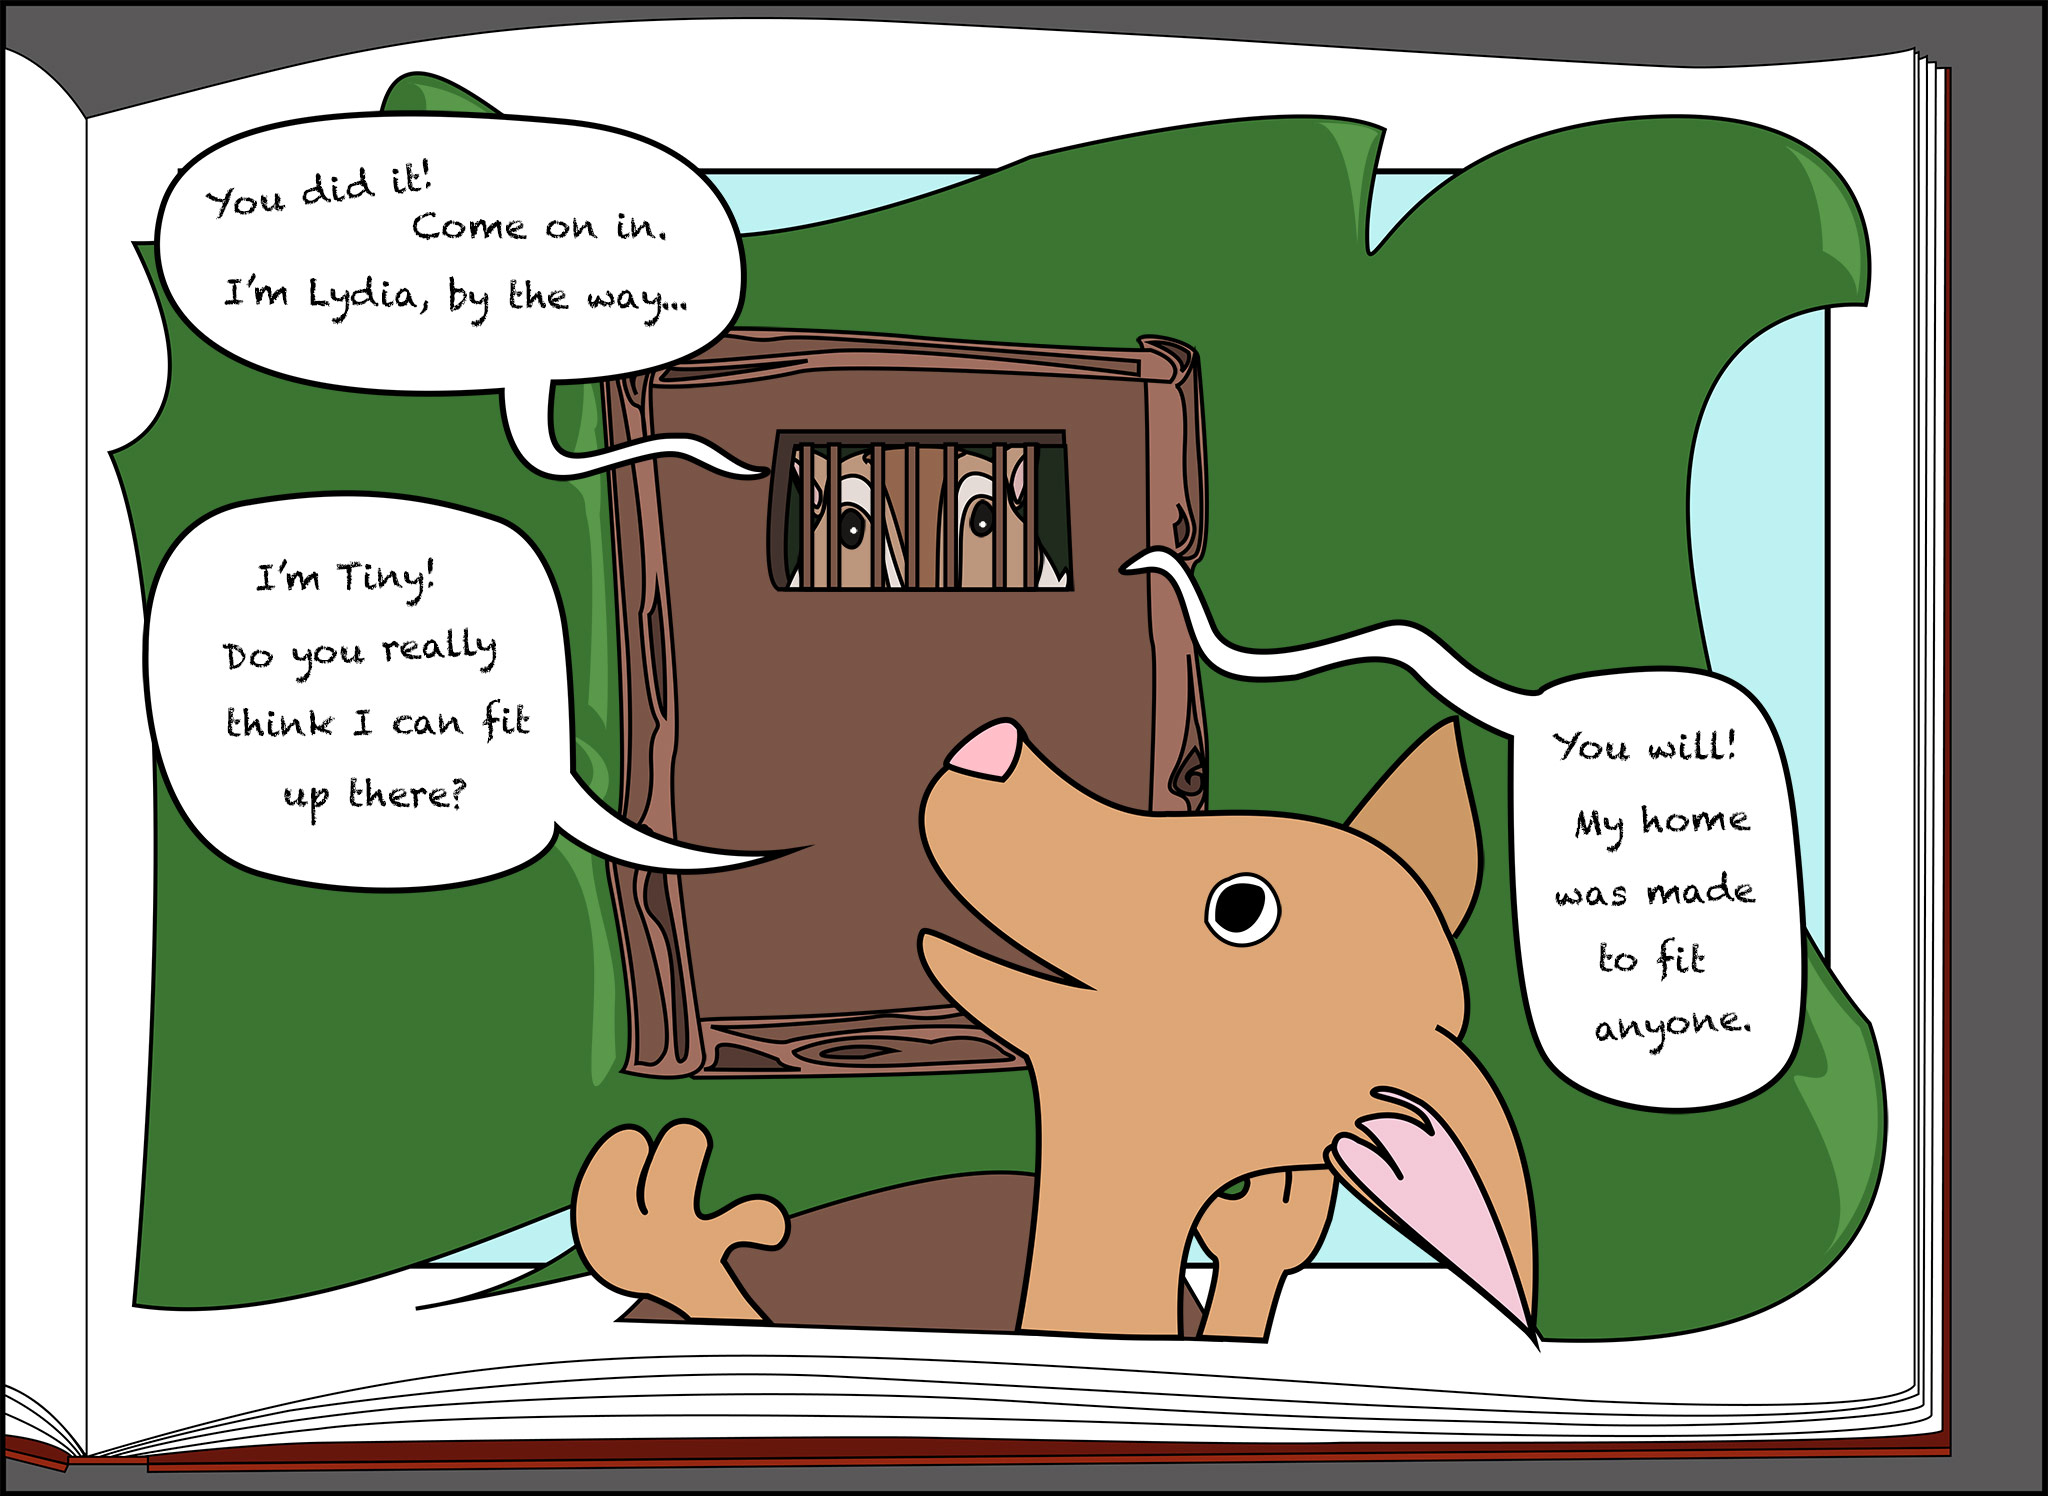 You did it!
Come on in.
I'm Lydia, by the way...
I'm Tiny!
Do you really
think I can fit
up there?
You will!
My home
was made
to fit
anyone.